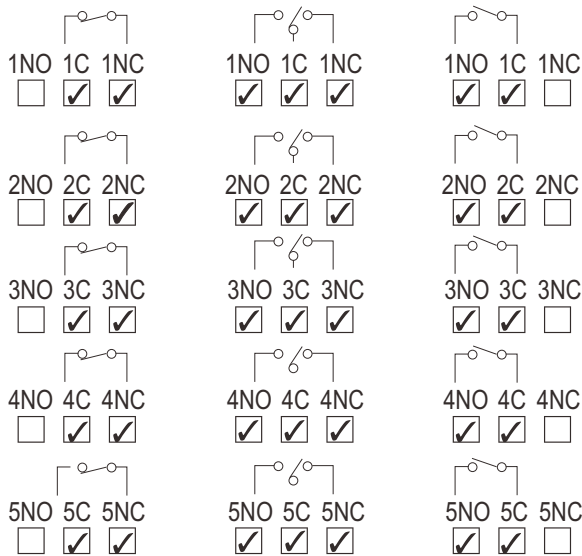 1NO 1C 1NC 1NO 1C 1NC 1NO 1C 1NC
2NO 2C 2NC 2NO 2C 2NC 2NO 2C 2NC
3NO 3C 3NC 3NO 3C 3NC 3NO 3C 3NC
4NO 4C 4NC 4NO 4C 4NC 4NO 4C 4NC
5NO 5C 5NC 5NO 5C 5NC 5NO 5C 5NC